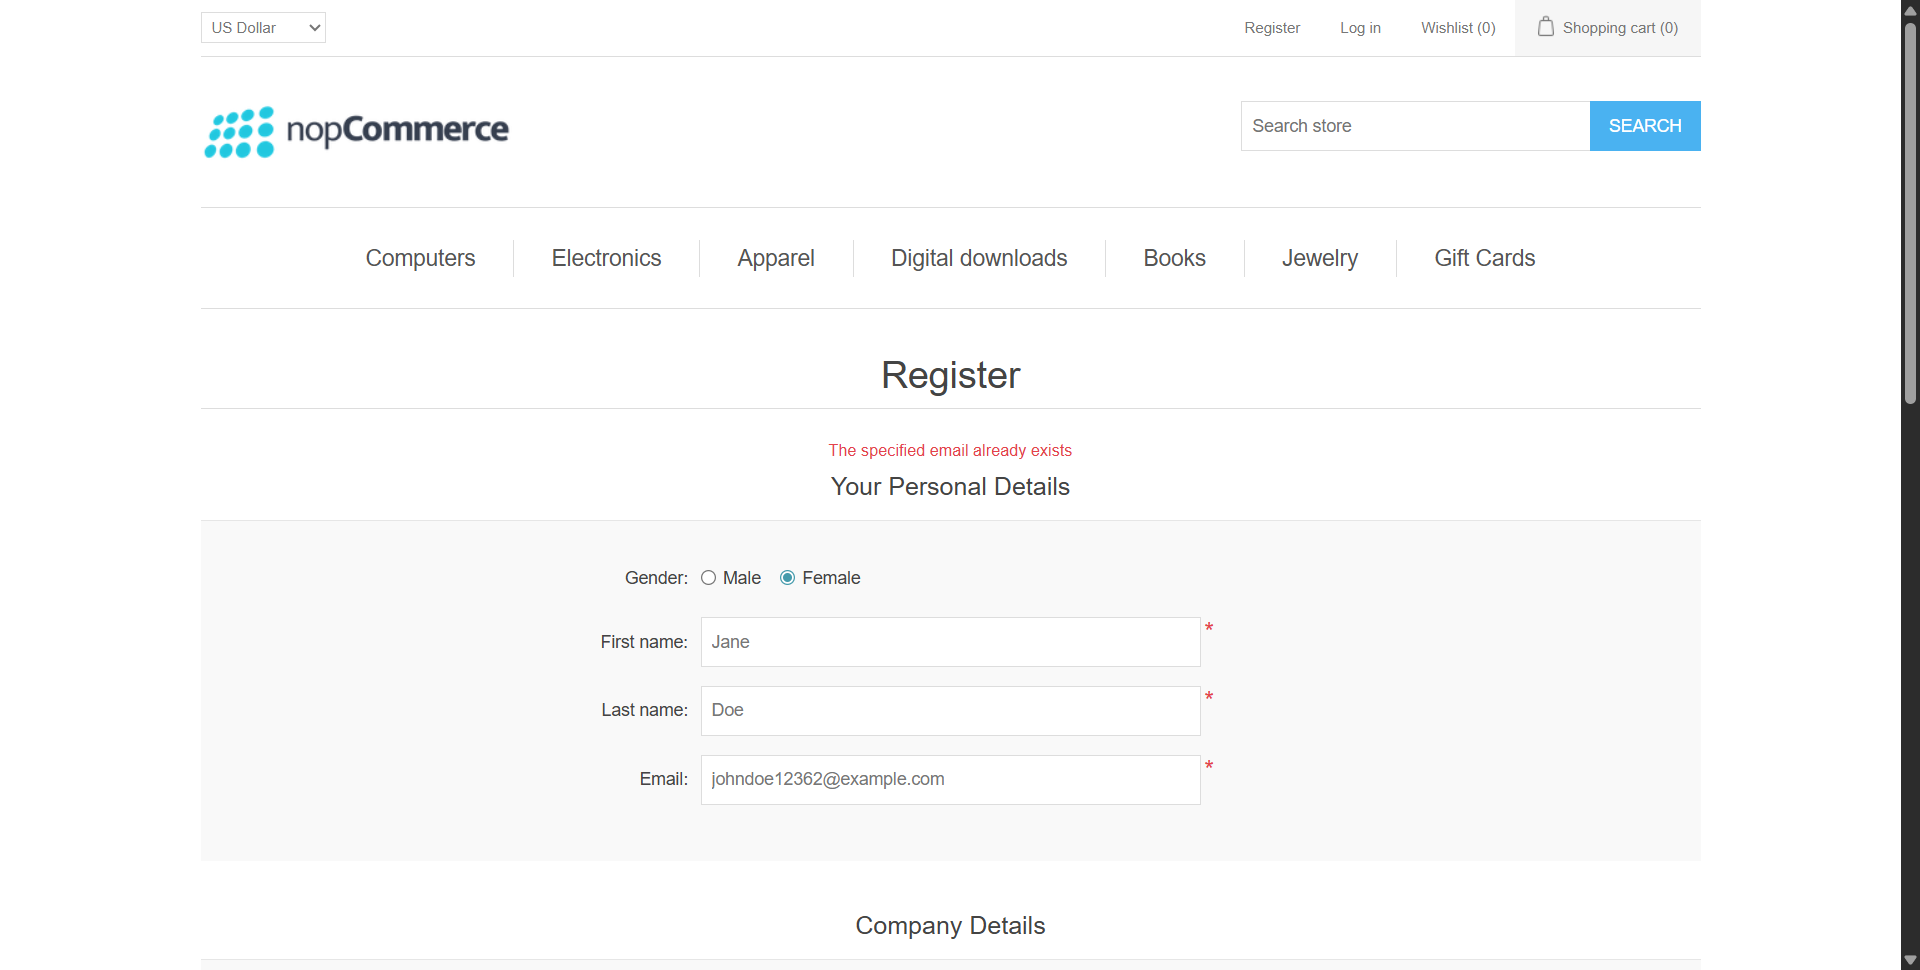 US Dollar
Register Log in Wishlist (0) Shopping cart (0)
nopCommerce
Search store SEARCH
Computers Electronics Apparel Digital downloads Books Jewelry Gift Cards
Register
The specified email already exists
Your Personal Details
Gender: Male Female
First name: Jane *
Last name: Doe *
Email: johndoe12362@example.com *
Company Details